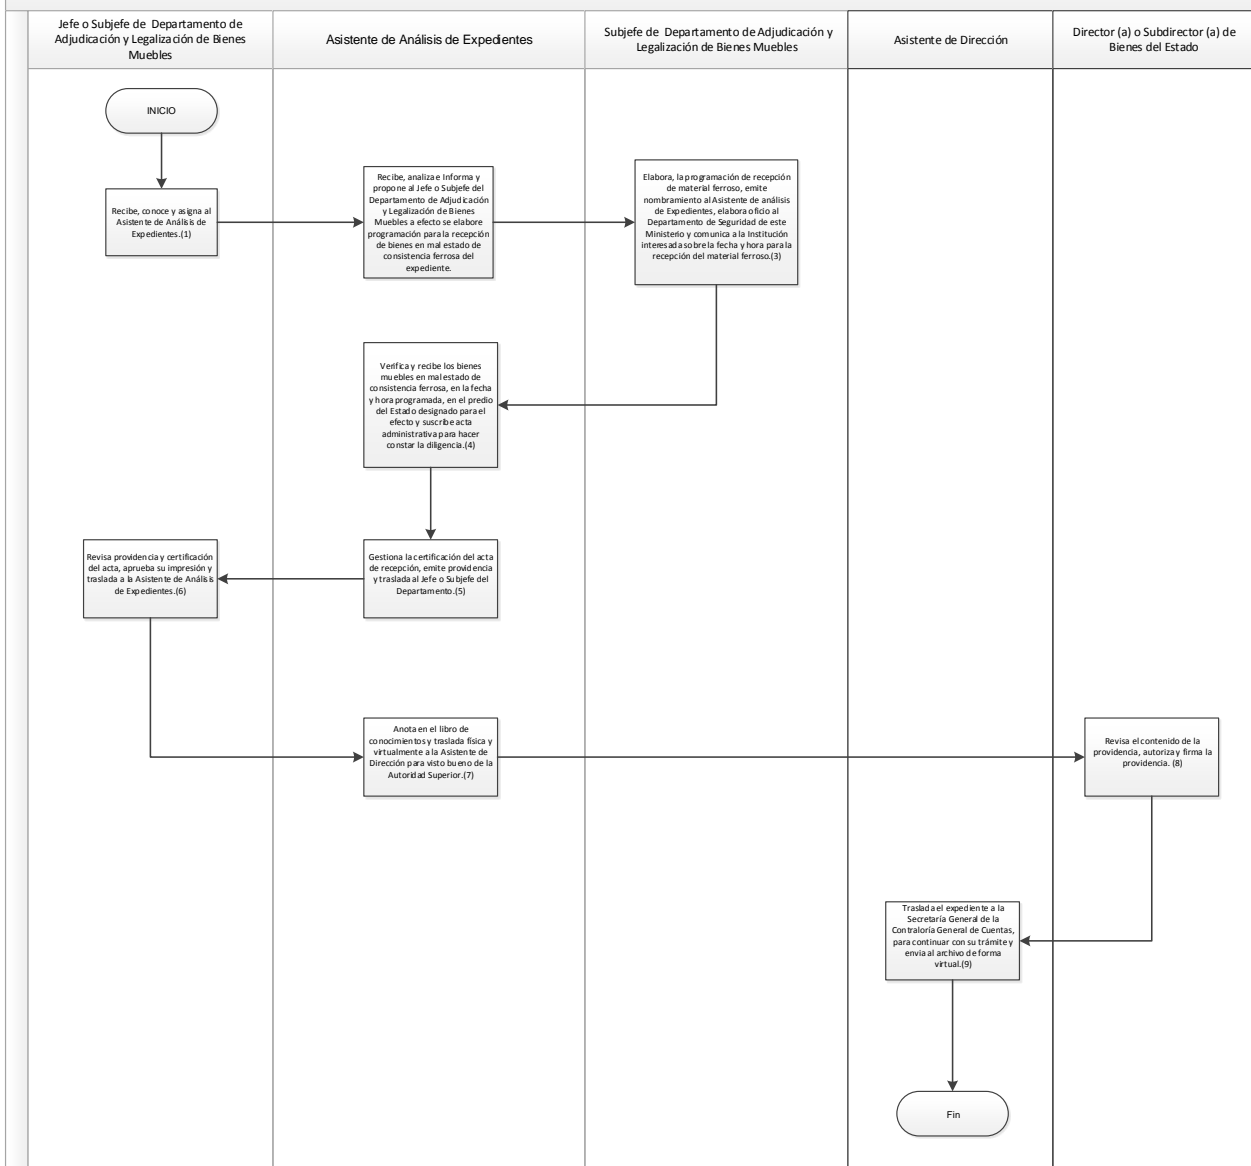 Jefe o Subjefe de Departamento de
Adjudicación y Legalización de Bienes
Muebles
Asistente de Análisis de Expedientes
Subjefe de Departamento de Adjudicación y
Legalización de Bienes Muebles
Asistente de Dirección
Director (a) o Subdirector (a) de
Bienes del Estado
INICIO
Recibe, conoce y asigna al
Asistente de Análisis de
Expedientes.(1)
Recibe, analiza e Informa y
propone al Jefe o Subjefe del
Departamento de Adjudicación
y Legalización de Bienes
Muebles a efecto se elabore
programación para la recepción
de bienes en mal estado de
consistencia ferrosa del
expediente.
Elabora, la programación de recepción
de material ferroso, emite
nombramiento al Asistente de análisis
de Expedientes, elabora oficio al
Departamento de Seguridad de este
Ministerio y comunica a la Institución
interesada sobre la fecha y hora para la
recepción del material ferroso.(3)
Verifica y recibe los bienes
muebles en mal estado de
consistencia ferrosa, en la fecha
y hora programada, en el predio
del Estado designado para el
efecto y suscribe acta
administrativa para hacer
constar la diligencia.(4)
Revisa providencia y certificación
del acta, aprueba su impresión y
traslada a la Asistente de Análisis
de Expedientes.(6)
Gestiona la certificación del acta
de recepción, emite providencia
y traslada al Jefe o Subjefe del
Departamento.(5)
Anota en el libro de
conocimientos y traslada física y
virtualmente a la Asistente de
Dirección para visto bueno de la
Autoridad Superior.(7)
Revisa el contenido de la
providencia, autoriza y firma la
providencia. (8)
Traslada el expediente a la
Secretaría General de la
Contraloría General de Cuentas,
para continuar con su trámite y
envia al archivo de forma
virtual.(9)
Fin